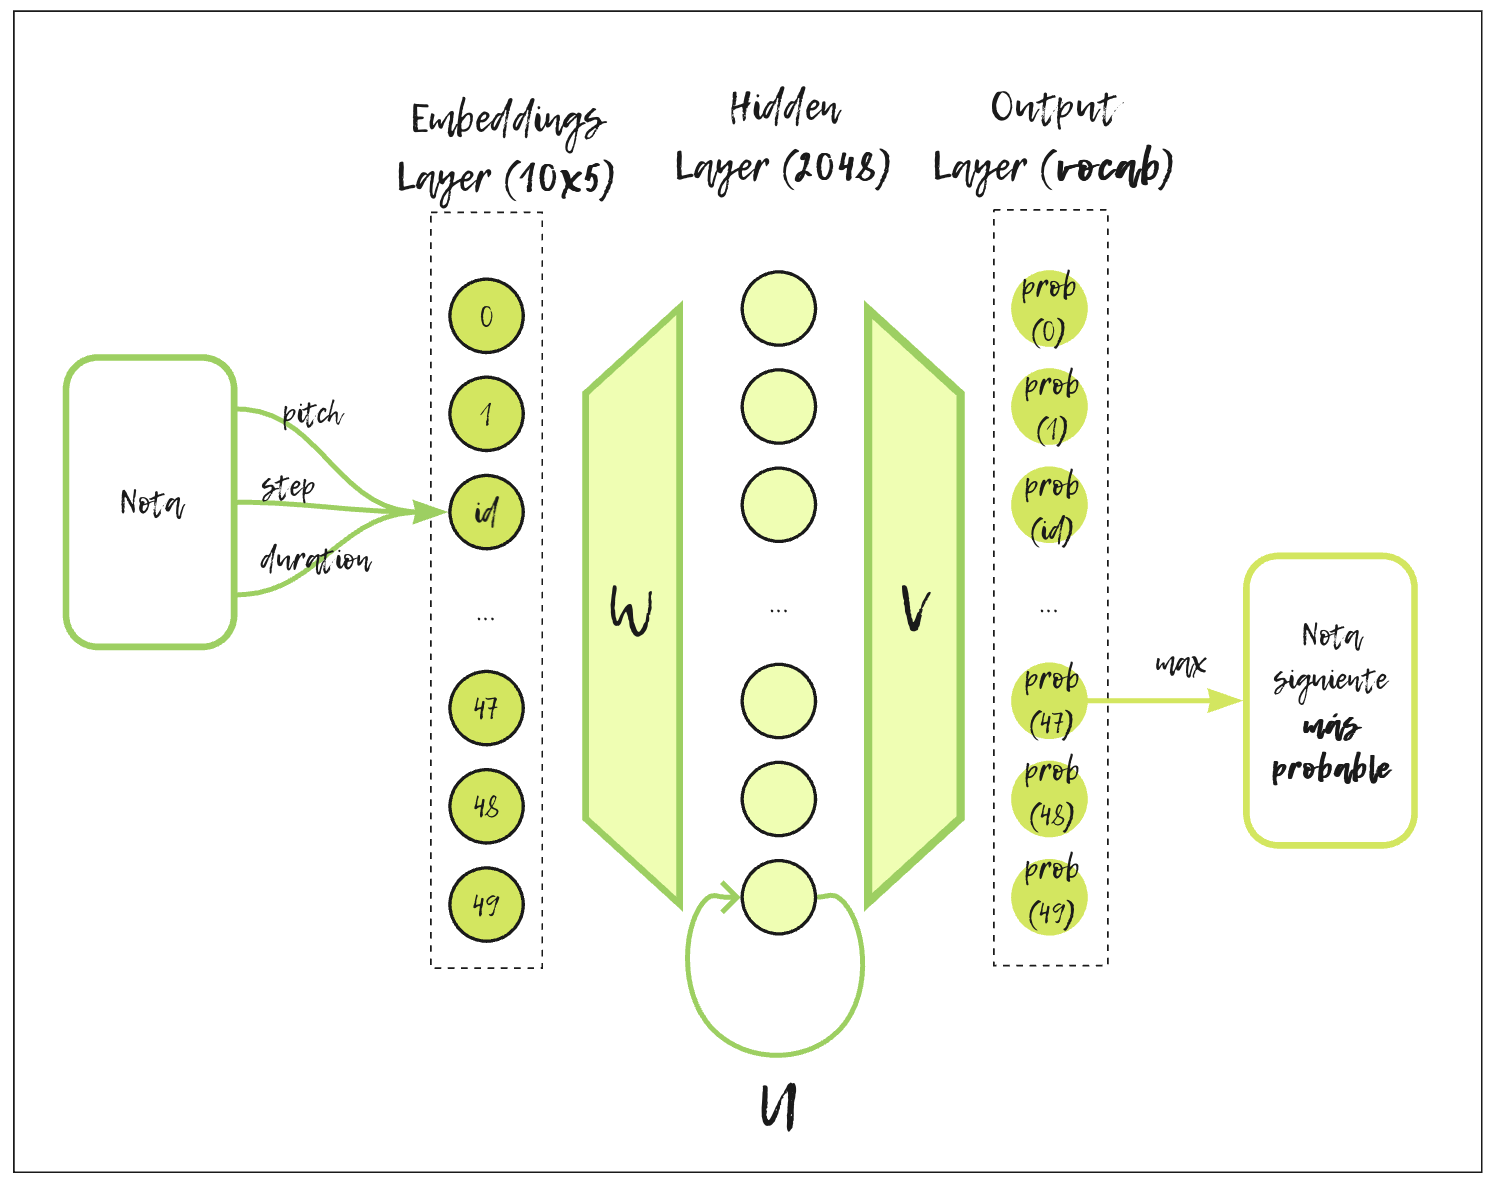 Embeddings
Layer (10x5)
Hidden
Layer (2048)
Output
Layer (vocab)
Nota
pitch
step
duration
0
1
id
...
47
48
49
W
...
U
V
prob
(0)
prob
(1)
prob
(id)
...
prob
(47)
prob
(48)
prob
(49)
max
Nota
siguiente
más
probable